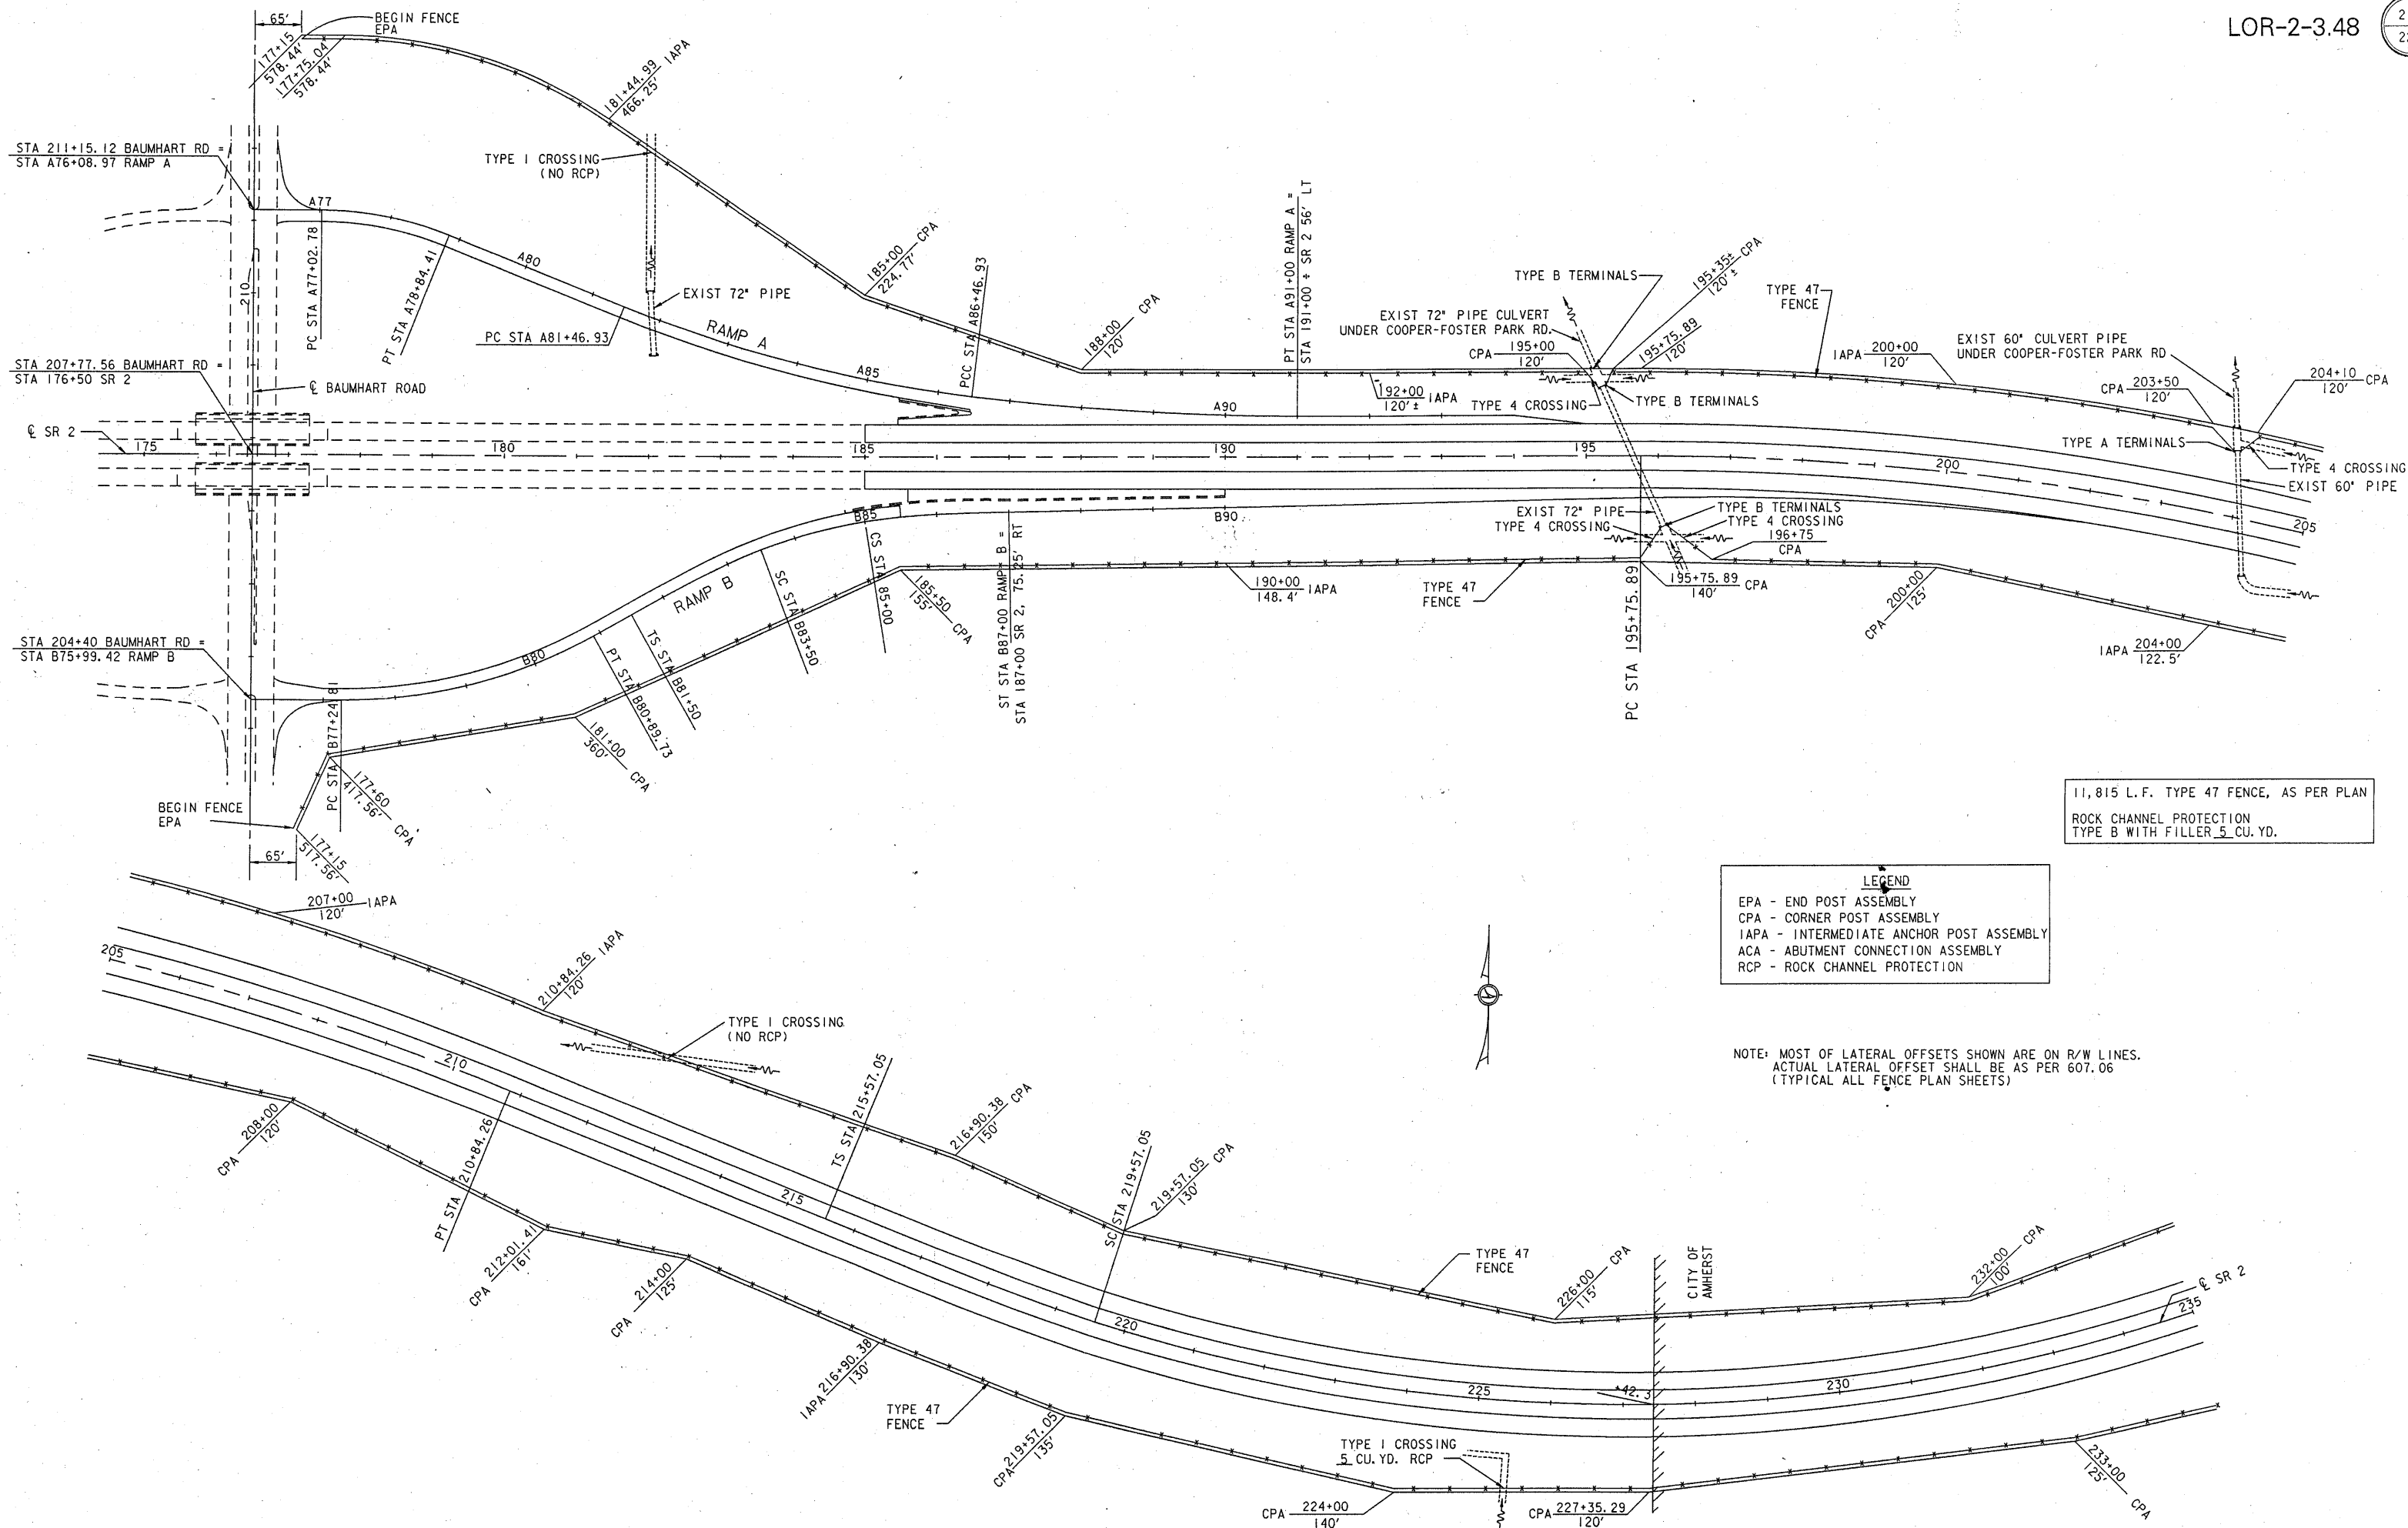 LOR-2-3.48
65'
BEGIN FENCE
EPA
177+15
578.44'
177+75.04
578.44'
181+44.99 IAPA
466.25'
STA 211+15.12 BAUMHART RD =
STA A76+08.97 RAMP A
TYPE 1 CROSSING
(NO RCP)
A77
210
PC STA A77+02.78
PT STA A78+84.41
A80
EXIST 72" PIPE
PC STA A81+46.93
RAMP A
185+00 CPA
224.77'
A85
PCC STA A86+46.93
188+00 CPA
120'
PT STA A91+00 RAMP A =
STA 191+00 ± SR 2 56' LT
A90
192+00 IAPA
120'±
TYPE B TERMINALS
EXIST 72" PIPE CULVERT
UNDER COOPER-FOSTER PARK RD.
CPA 195+00
120'
195+35± CPA
120'±
195+75.89
120'
TYPE 47
FENCE
TYPE 4 CROSSING
TYPE B TERMINALS
IAPA 200+00
120'
EXIST 60" CULVERT PIPE
UNDER COOPER-FOSTER PARK RD
CPA 203+50
120'
204+10 CPA
120'
TYPE A TERMINALS
TYPE 4 CROSSING
EXIST 60" PIPE
STA 207+77.56 BAUMHART RD =
STA 176+50 SR 2
℄ BAUMHART ROAD
℄ SR 2
175
180
185
190
195
200
205
B85
B90
EXIST 72" PIPE
TYPE 4 CROSSING
TYPE B TERMINALS
TYPE 4 CROSSING
196+75
CPA
CS STA B85+00
SC STA B83+50
RAMP B
TS STA B81+50
PT STA B80+89.73
B80
185+50 CPA
155'
ST STA B87+00 RAMP B =
STA 187+00 SR 2, 75.25' RT
190+00 IAPA
148.4'
TYPE 47
FENCE
195+75.89 CPA
140'
PC STA 195+75.89
CPA 200+00
125'
IAPA 204+00
122.5'
STA 204+40 BAUMHART RD =
STA B75+99.42 RAMP B
PC STA B77+24.81
181+00 CPA
360'
177+60 CPA
417.56'
BEGIN FENCE
EPA
177+15
517.56'
65'
11,815 L.F. TYPE 47 FENCE, AS PER PLAN
ROCK CHANNEL PROTECTION
TYPE B WITH FILLER 5 CU.YD.
LEGEND
EPA - END POST ASSEMBLY
CPA - CORNER POST ASSEMBLY
IAPA - INTERMEDIATE ANCHOR POST ASSEMBLY
ACA - ABUTMENT CONNECTION ASSEMBLY
RCP - ROCK CHANNEL PROTECTION
NOTE: MOST OF LATERAL OFFSETS SHOWN ARE ON R/W LINES.
ACTUAL LATERAL OFFSET SHALL BE AS PER 607.06
(TYPICAL ALL FENCE PLAN SHEETS)
207+00 IAPA
120'
205
210+84.26 IAPA
120'
TYPE 1 CROSSING
(NO RCP)
210
CPA 208+00
120'
PT STA 210+84.26
TS STA 215+57.05
216+90.38 CPA
150'
215
SC STA 219+57.05
219+57.05 CPA
130'
CPA 212+01.41
161'
CPA 214+00
125'
220
TYPE 47
FENCE
226+00 CPA
115'
CITY OF
AMHERST
232+00 CPA
100'
℄ SR 2
235
IAPA 216+90.38
130'
TYPE 47
FENCE
CPA 219+57.05
135'
225
+42.3
230
TYPE 1 CROSSING
5 CU.YD. RCP
CPA 224+00
140'
CPA 227+35.29
120'
233+00 CPA
125'